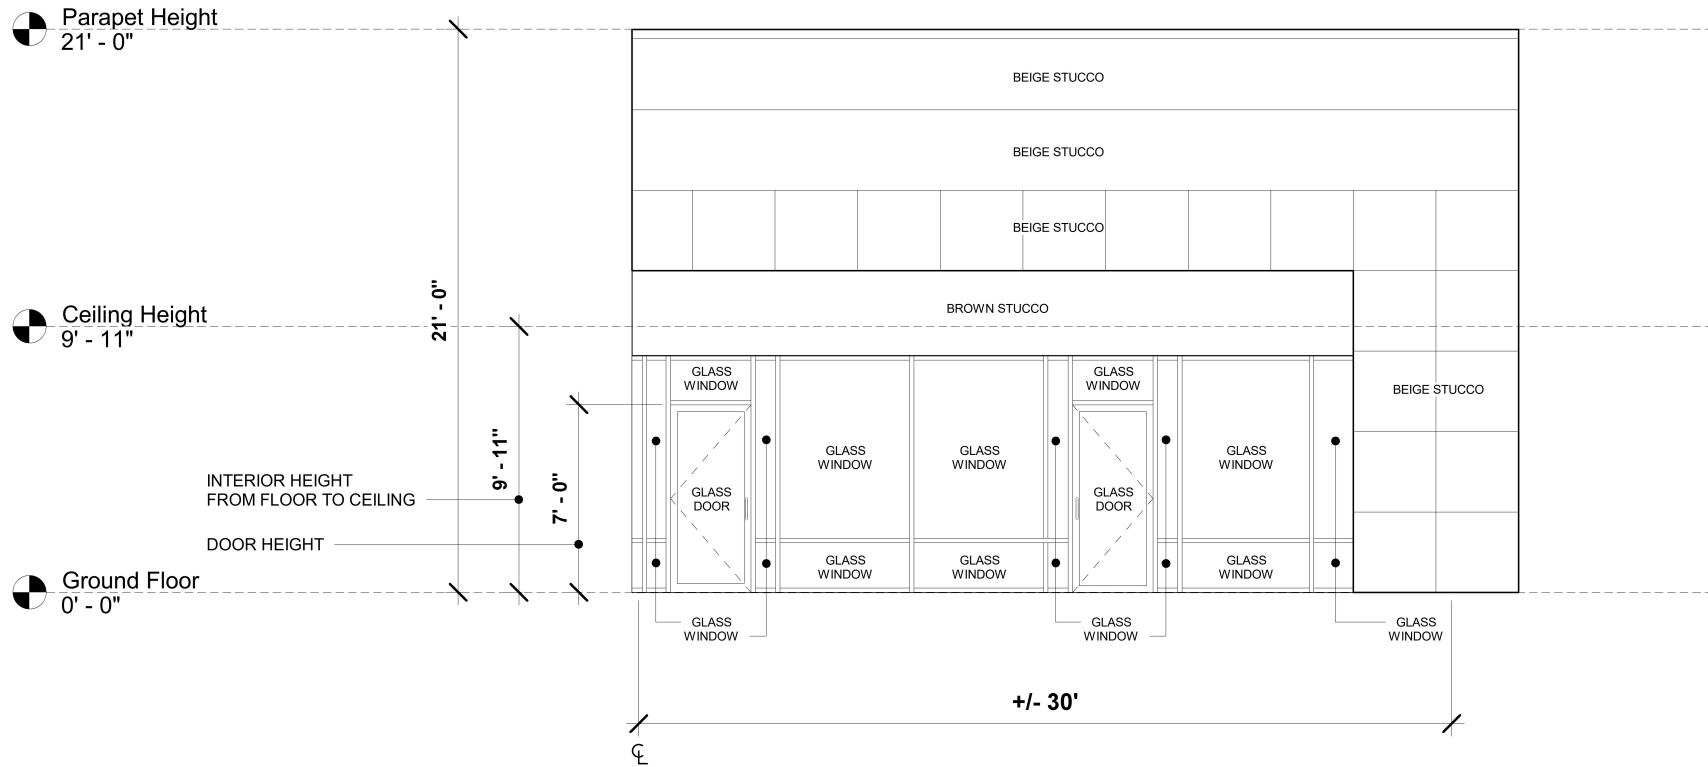 Parapet Height
21' - 0"
BEIGE STUCCO
BEIGE STUCCO
BEIGE STUCCO
21' - 0"
Ceiling Height
9' - 11"
BROWN STUCCO
GLASS
WINDOW
GLASS
WINDOW
BEIGE STUCCO
9' - 11"
7' - 0"
GLASS
WINDOW
GLASS
WINDOW
GLASS
WINDOW
INTERIOR HEIGHT
FROM FLOOR TO CEILING
GLASS
DOOR
GLASS
DOOR
DOOR HEIGHT
GLASS
WINDOW
GLASS
WINDOW
GLASS
WINDOW
Ground Floor
0' - 0"
GLASS
WINDOW
GLASS
WINDOW
GLASS
WINDOW
+/- 30'
℄